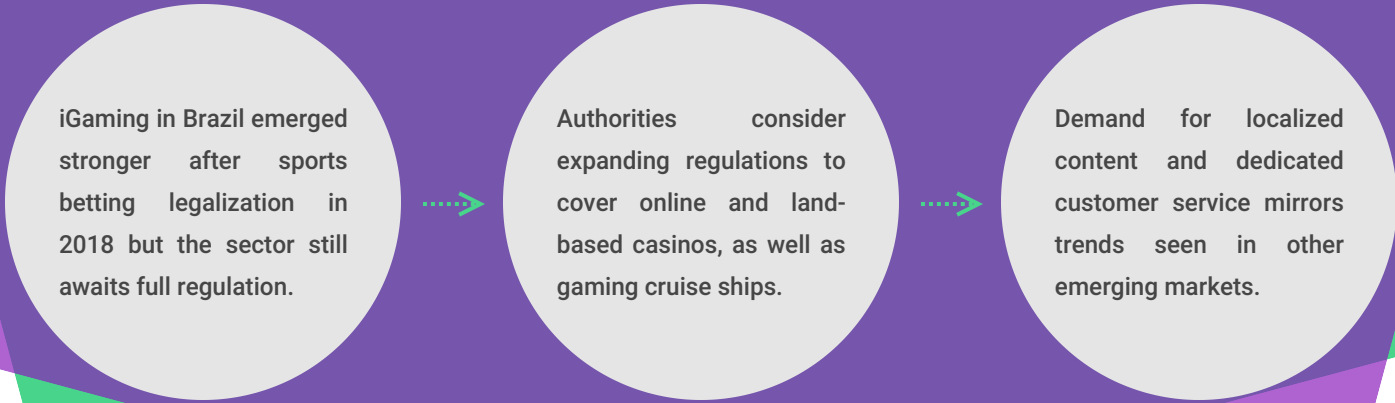 iGaming in Brazil emerged
stronger after sports
betting legalization in
2018 but the sector still
awaits full regulation.
Authorities consider
expanding regulations to
cover online and land-
based casinos, as well as
gaming cruise ships.
Demand for localized
content and dedicated
customer service mirrors
trends seen in other
emerging markets.